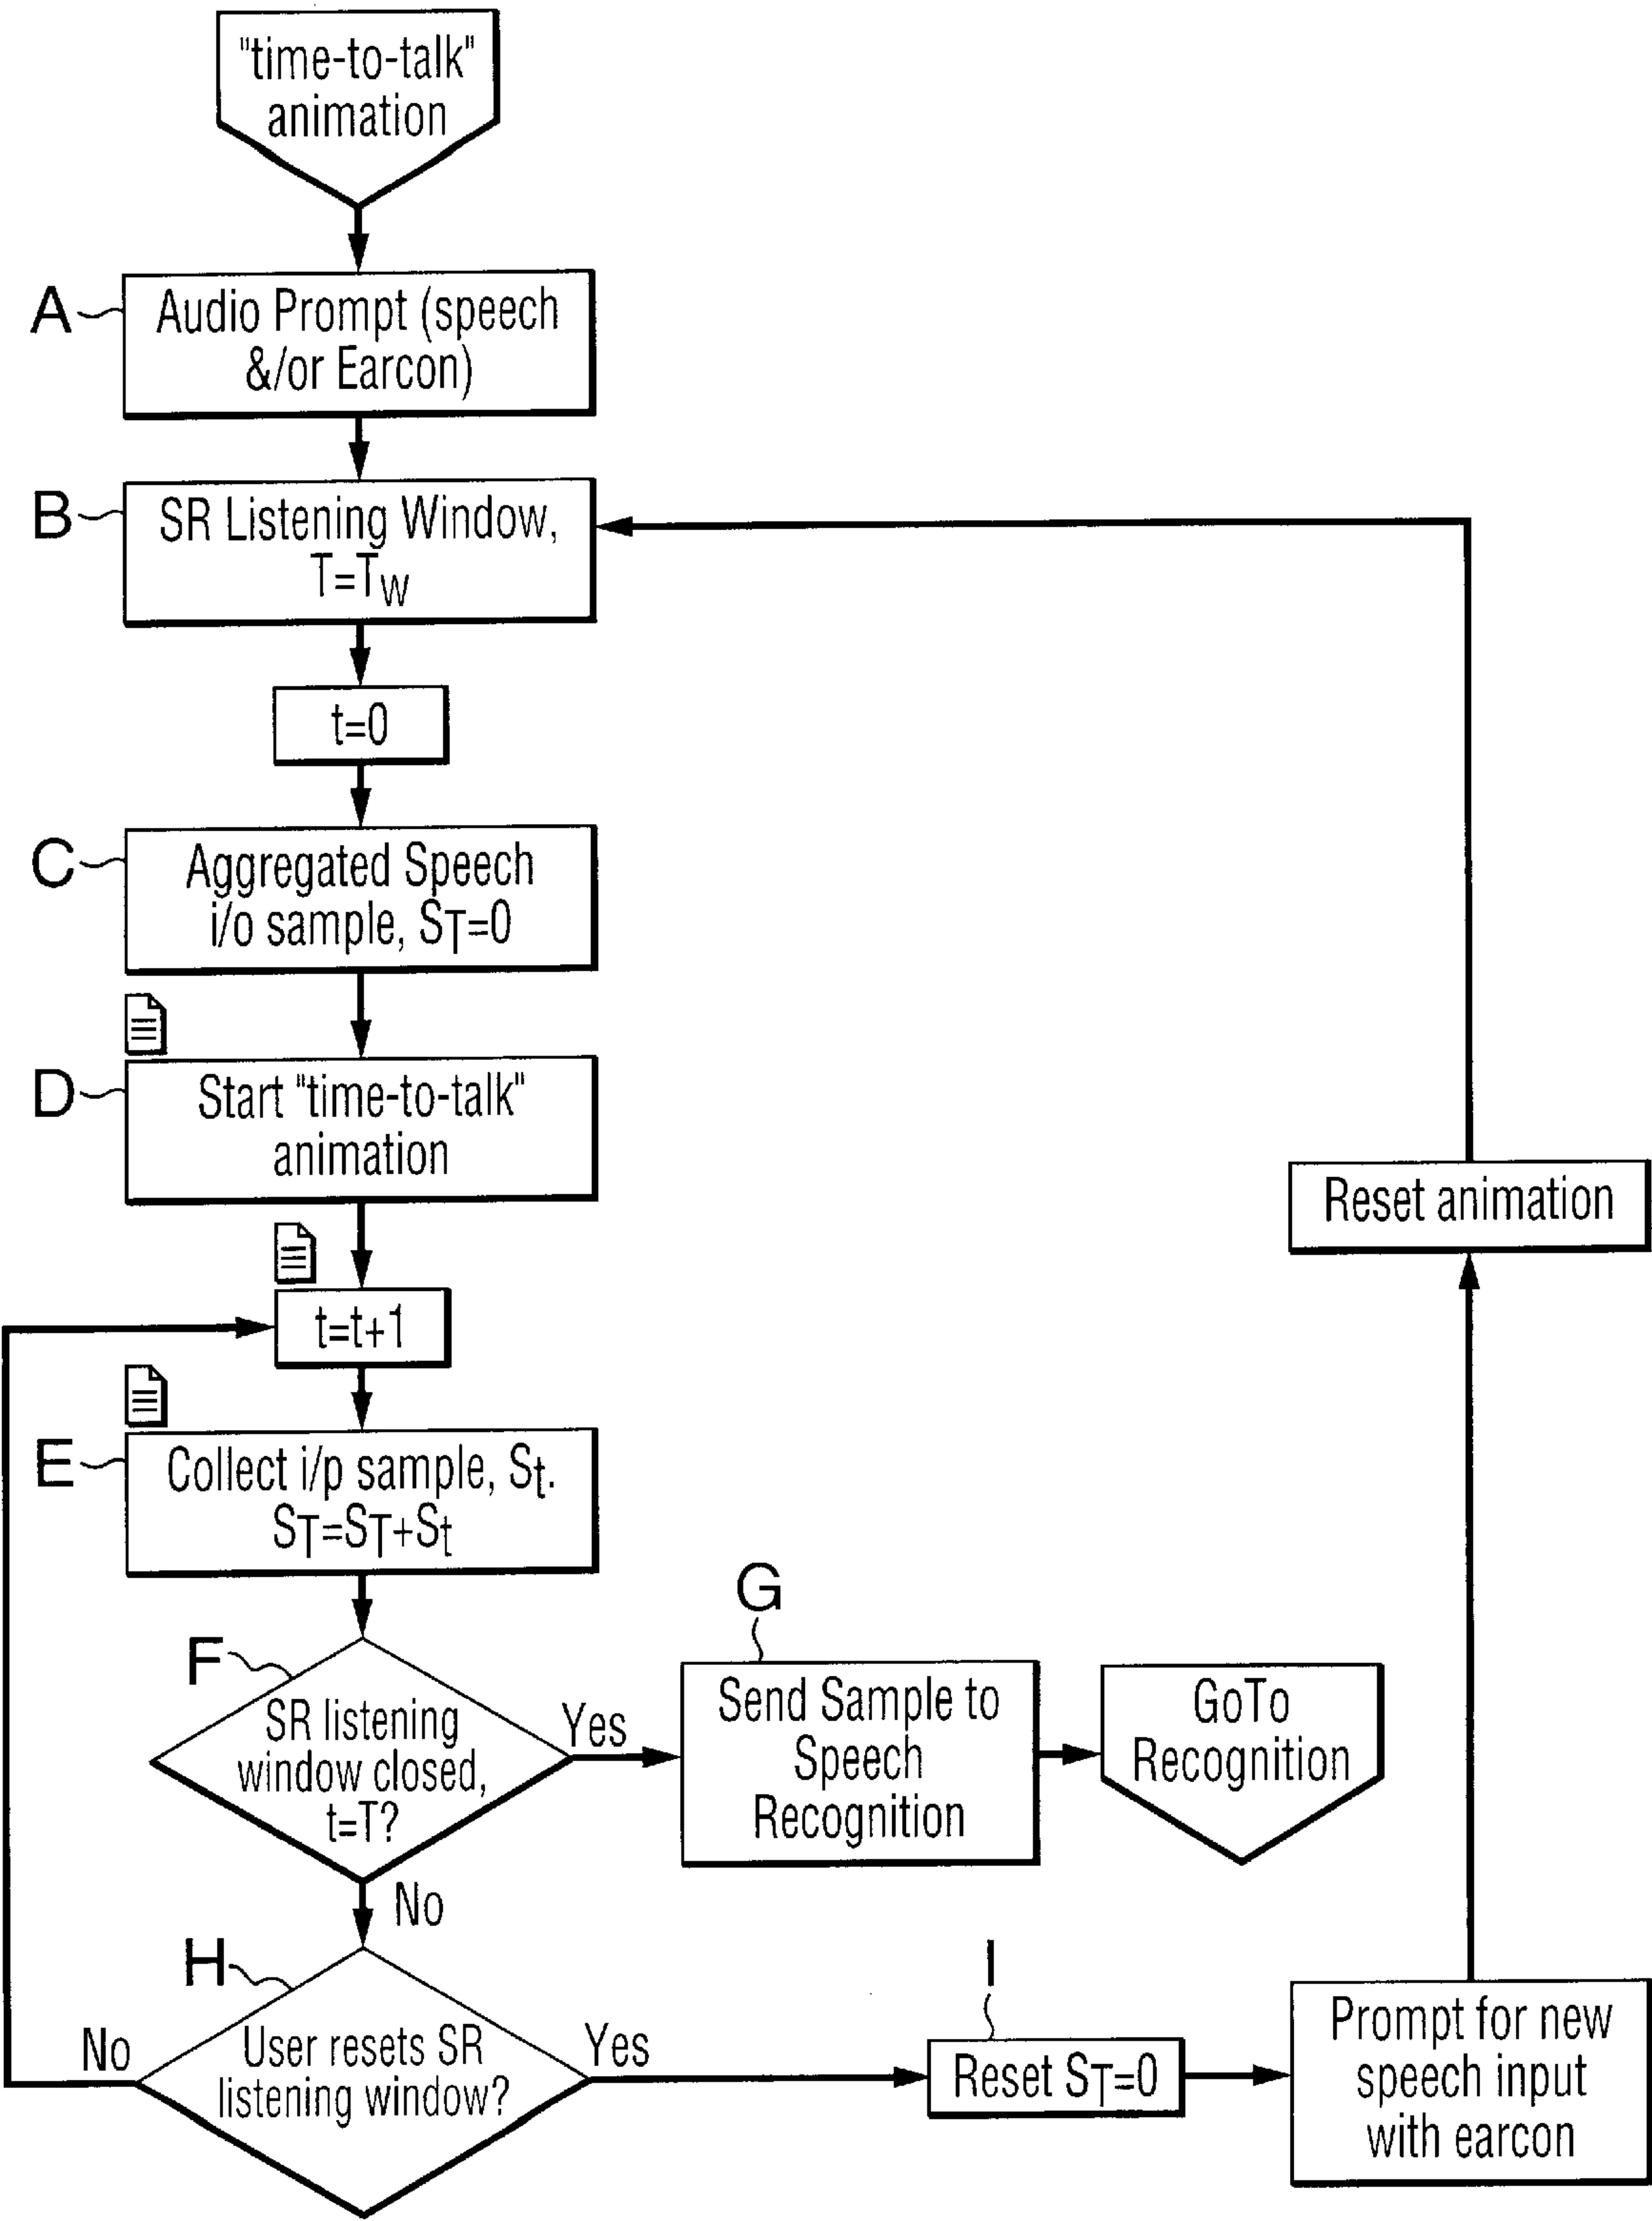 "time-to-talk"
animation
A
Audio Prompt (speech
&/or Earcon)
B
SR Listening Window,
T=Tw
t=0
C
Aggregated Speech
i/o sample, ST=0
D
Start "time-to-talk"
animation
Reset animation
t=t+1
E
Collect i/p sample, St.
ST=ST+St
F
SR listening
window closed,
t=T?
Yes
No
G
Send Sample to
Speech
Recognition
GoTo
Recognition
H
User resets SR
listening window?
No
Yes
I
Reset ST=0
Prompt for new
speech input
with earcon